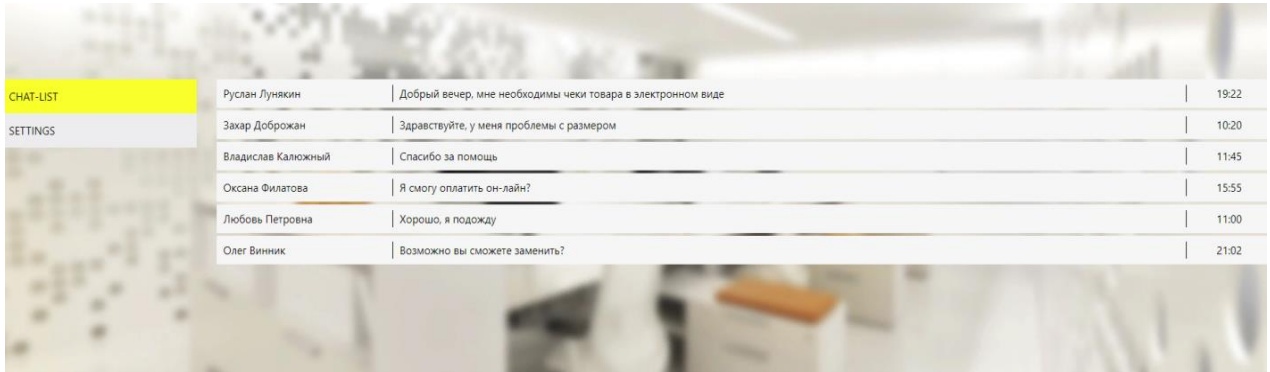 CHAT-LIST
SETTINGS
Руслан Лунякин Добрый вечер, мне необходимы чеки товара в электронном виде 19:22
Захар Доброжан Здравствуйте, у меня проблемы с размером 10:20
Владислав Калюжный Спасибо за помощь 11:45
Оксана Филатова Я смогу оплатить он-лайн? 15:55
Любовь Петровна Хорошо, я подожду 11:00
Олег Винник Возможно вы сможете заменить? 21:02